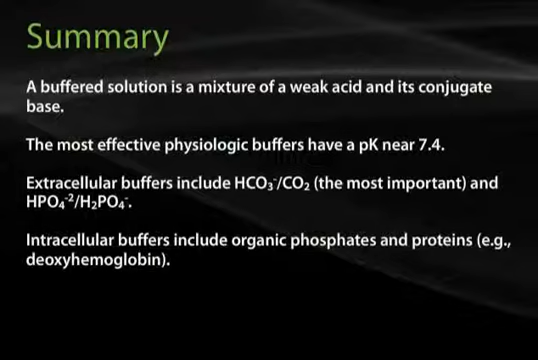 Summary
A buffered solution is a mixture of a weak acid and its conjugate
base.
The most effective physiologic buffers have a pK near 7.4.
Extracellular buffers include HCO₃⁻/CO₂ (the most important) and
HPO₄⁻²/H₂PO₄⁻.
Intracellular buffers include organic phosphates and proteins (e.g.,
deoxyhemoglobin).